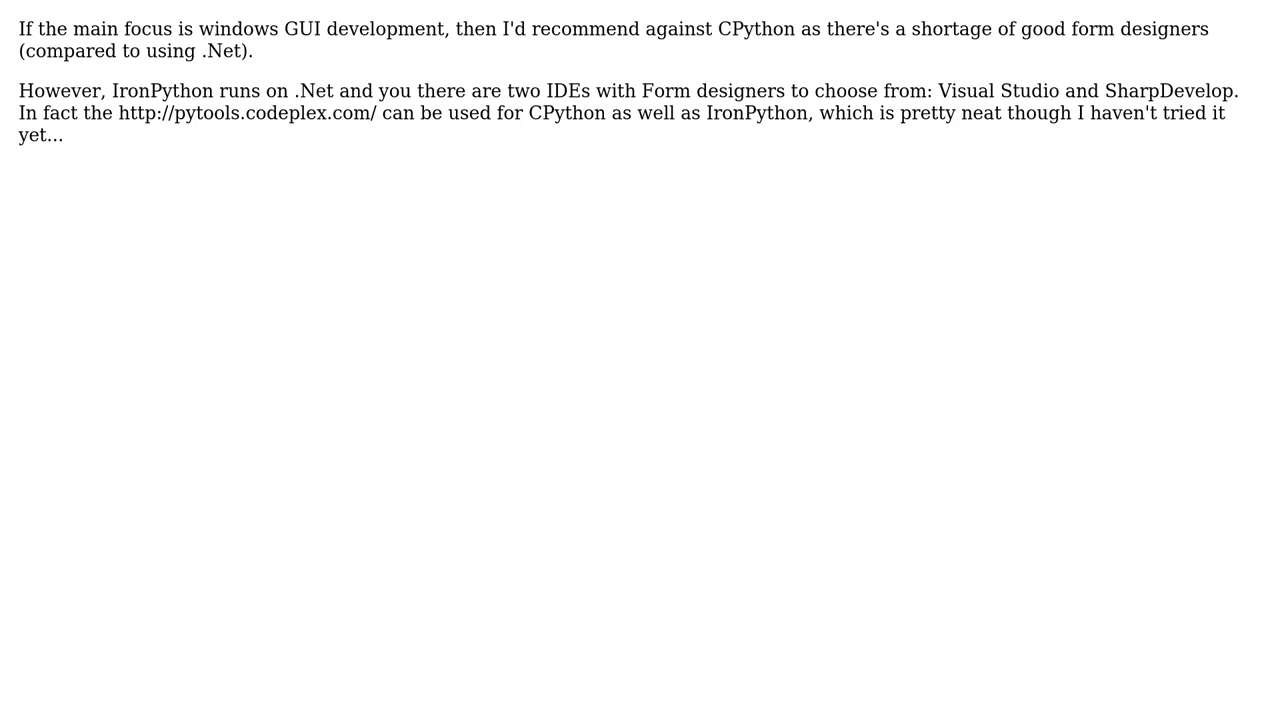 If the main focus is windows GUI development, then I'd recommend against CPython as there's a shortage of good form designers
(compared to using .Net).
However, IronPython runs on .Net and you there are two IDEs with Form designers to choose from: Visual Studio and SharpDevelop.
In fact the http://pytools.codeplex.com/ can be used for CPython as well as IronPython, which is pretty neat though I haven't tried it
yet...